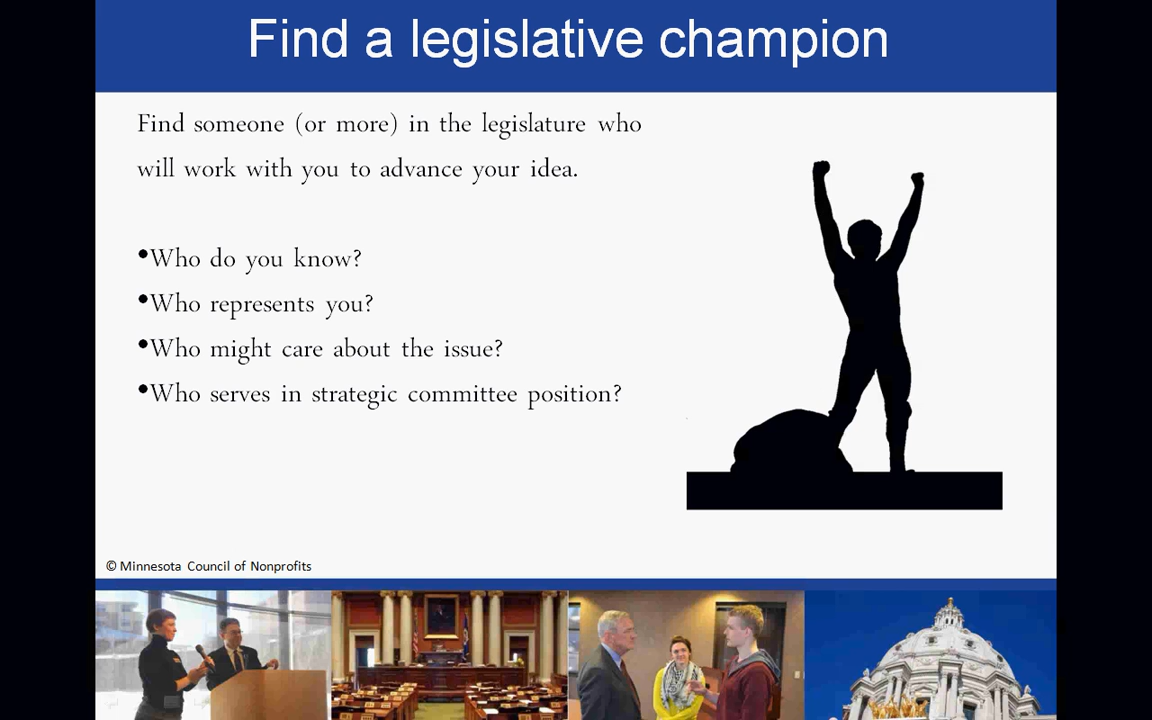 Find a legislative champion
Find someone (or more) in the legislature who
will work with you to advance your idea.
•Who do you know?
•Who represents you?
•Who might care about the issue?
•Who serves in strategic committee position?
© Minnesota Council of Nonprofits